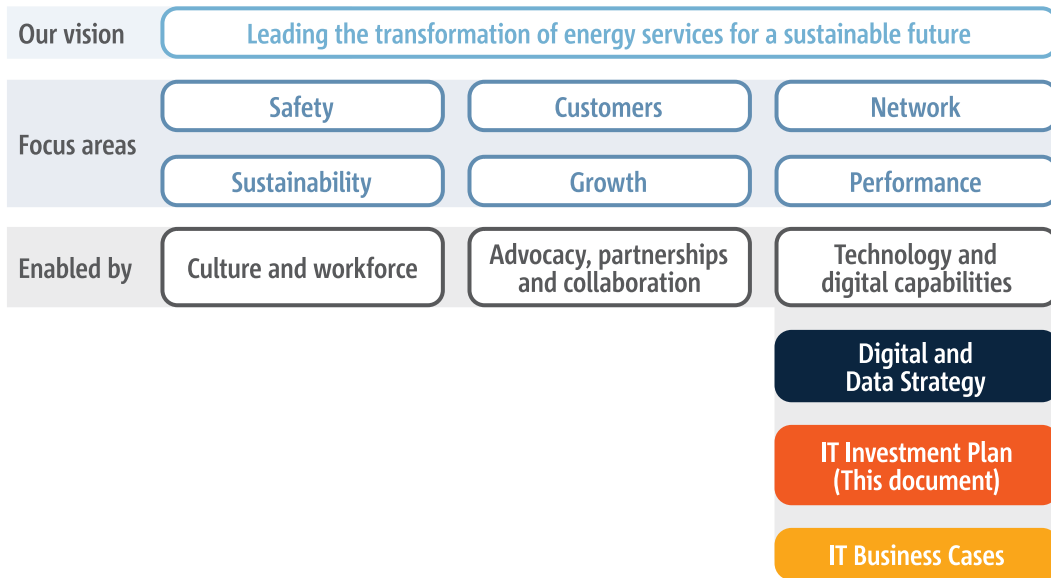 Our vision
Leading the transformation of energy services for a sustainable future
Focus areas
Safety
Customers
Network
Sustainability
Growth
Performance
Enabled by
Culture and workforce
Advocacy, partnerships
and collaboration
Technology and
digital capabilities
Digital and
Data Strategy
IT Investment Plan
(This document)
IT Business Cases